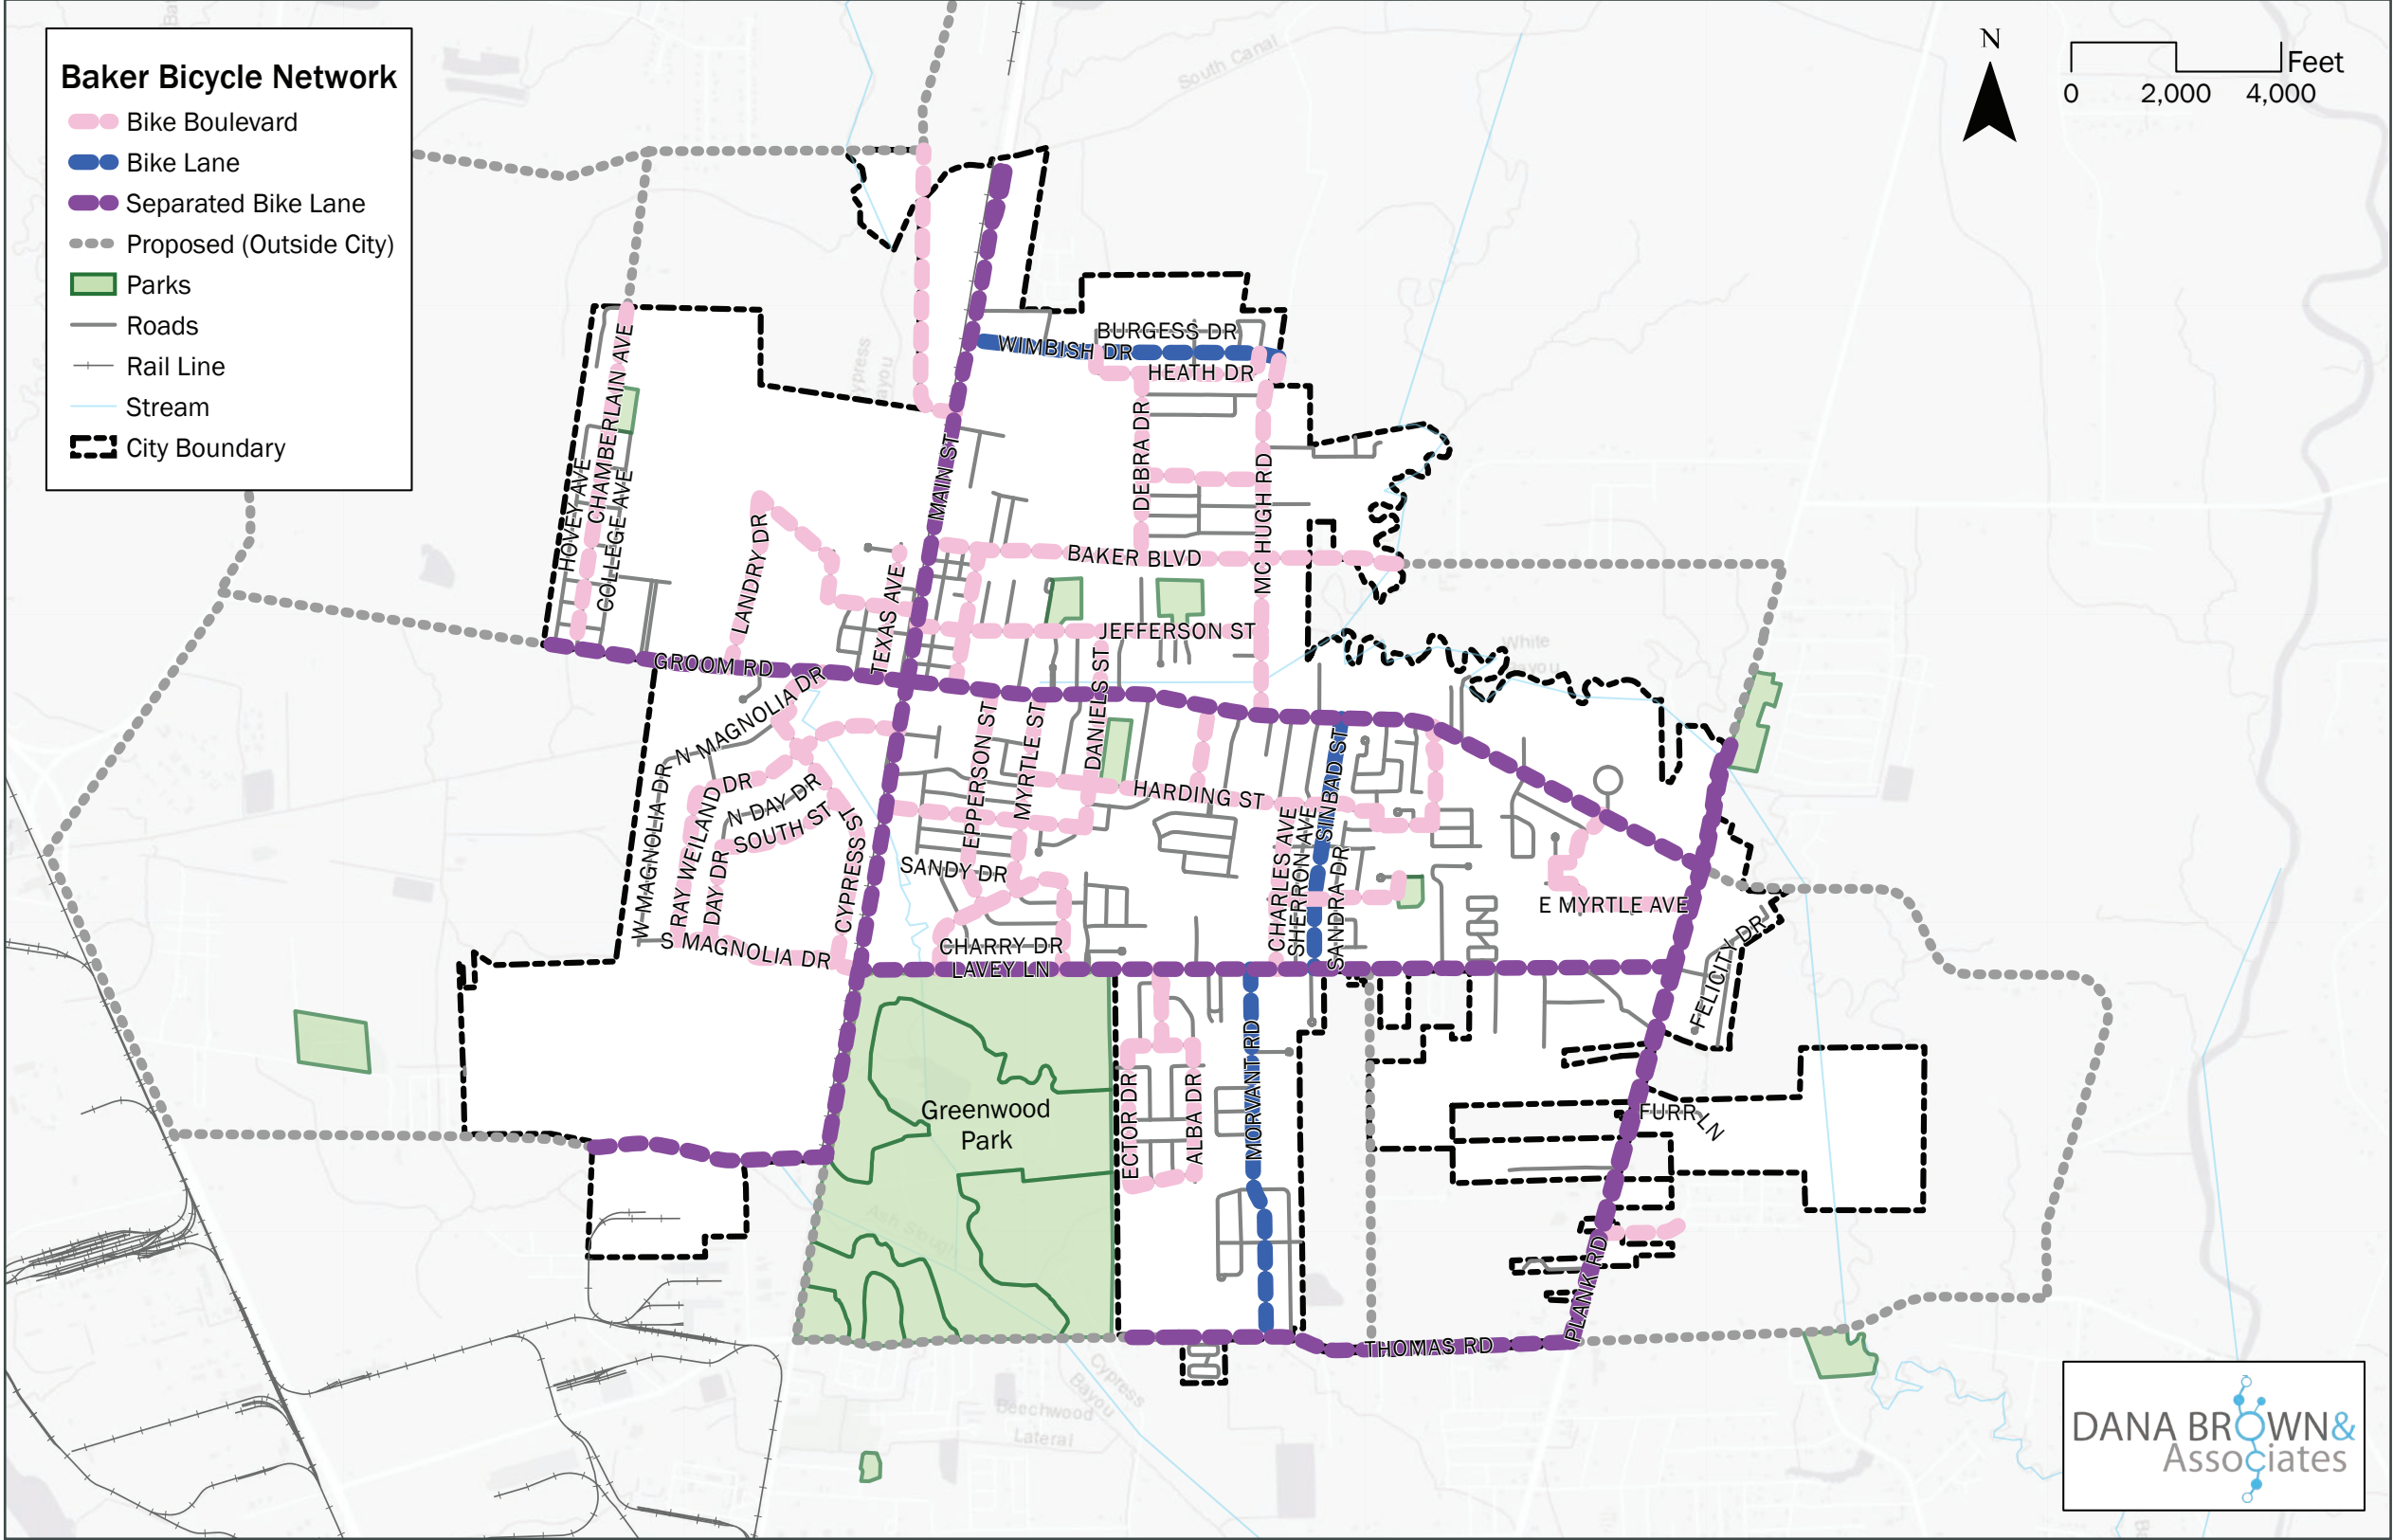 Baker Bicycle Network
Bike Boulevard
Bike Lane
Separated Bike Lane
Proposed (Outside City)
Parks
Roads
Rail Line
Stream
City Boundary
N
Feet
0 2,000 4,000
South Canal
BURGESS DR
WIMBISH DR
HEATH DR
CHAMBERLAIN AVE
HOVEY AVE
COLLEGE AVE
MAIN ST
DEBRA DR
MC HUGH RD
LANDRY DR
BAKER BLVD
TEXAS AVE
JEFFERSON ST
GROOM RD
White
Bayou
N MAGNOLIA DR
DANIELS ST
EPPERSON ST
MYRTLE ST
SINBAD ST
W MAGNOLIA DR
RAY WEILAND DR
N DAY DR
SOUTH ST
DAY DR
CYPRESS ST
HARDING ST
SANDY DR
CHARLES AVE
SHERRON AVE
SANDRA DR
E MYRTLE AVE
FELICITY DR
S MAGNOLIA DR
CHARRY DR
LAVEY LN
Greenwood
Park
ECTOR DR
ALBA DR
MORVANT RD
FURR LN
Ash Slough
PLANK RD
THOMAS RD
Cypress
Bayou
Beechwood
Lateral
DANA BROWN&
Associates